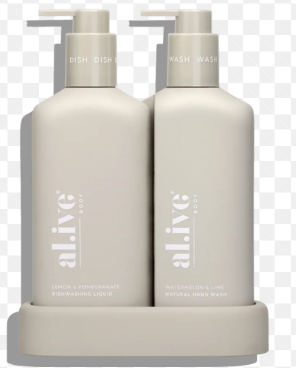 DISH DISH
WASH WASH
al.ive®
BODY
LEMON & POMEGRANATE
DISHWASHING LIQUID
al.ive®
BODY
WATERMELON & LIME
NATURAL HAND WASH